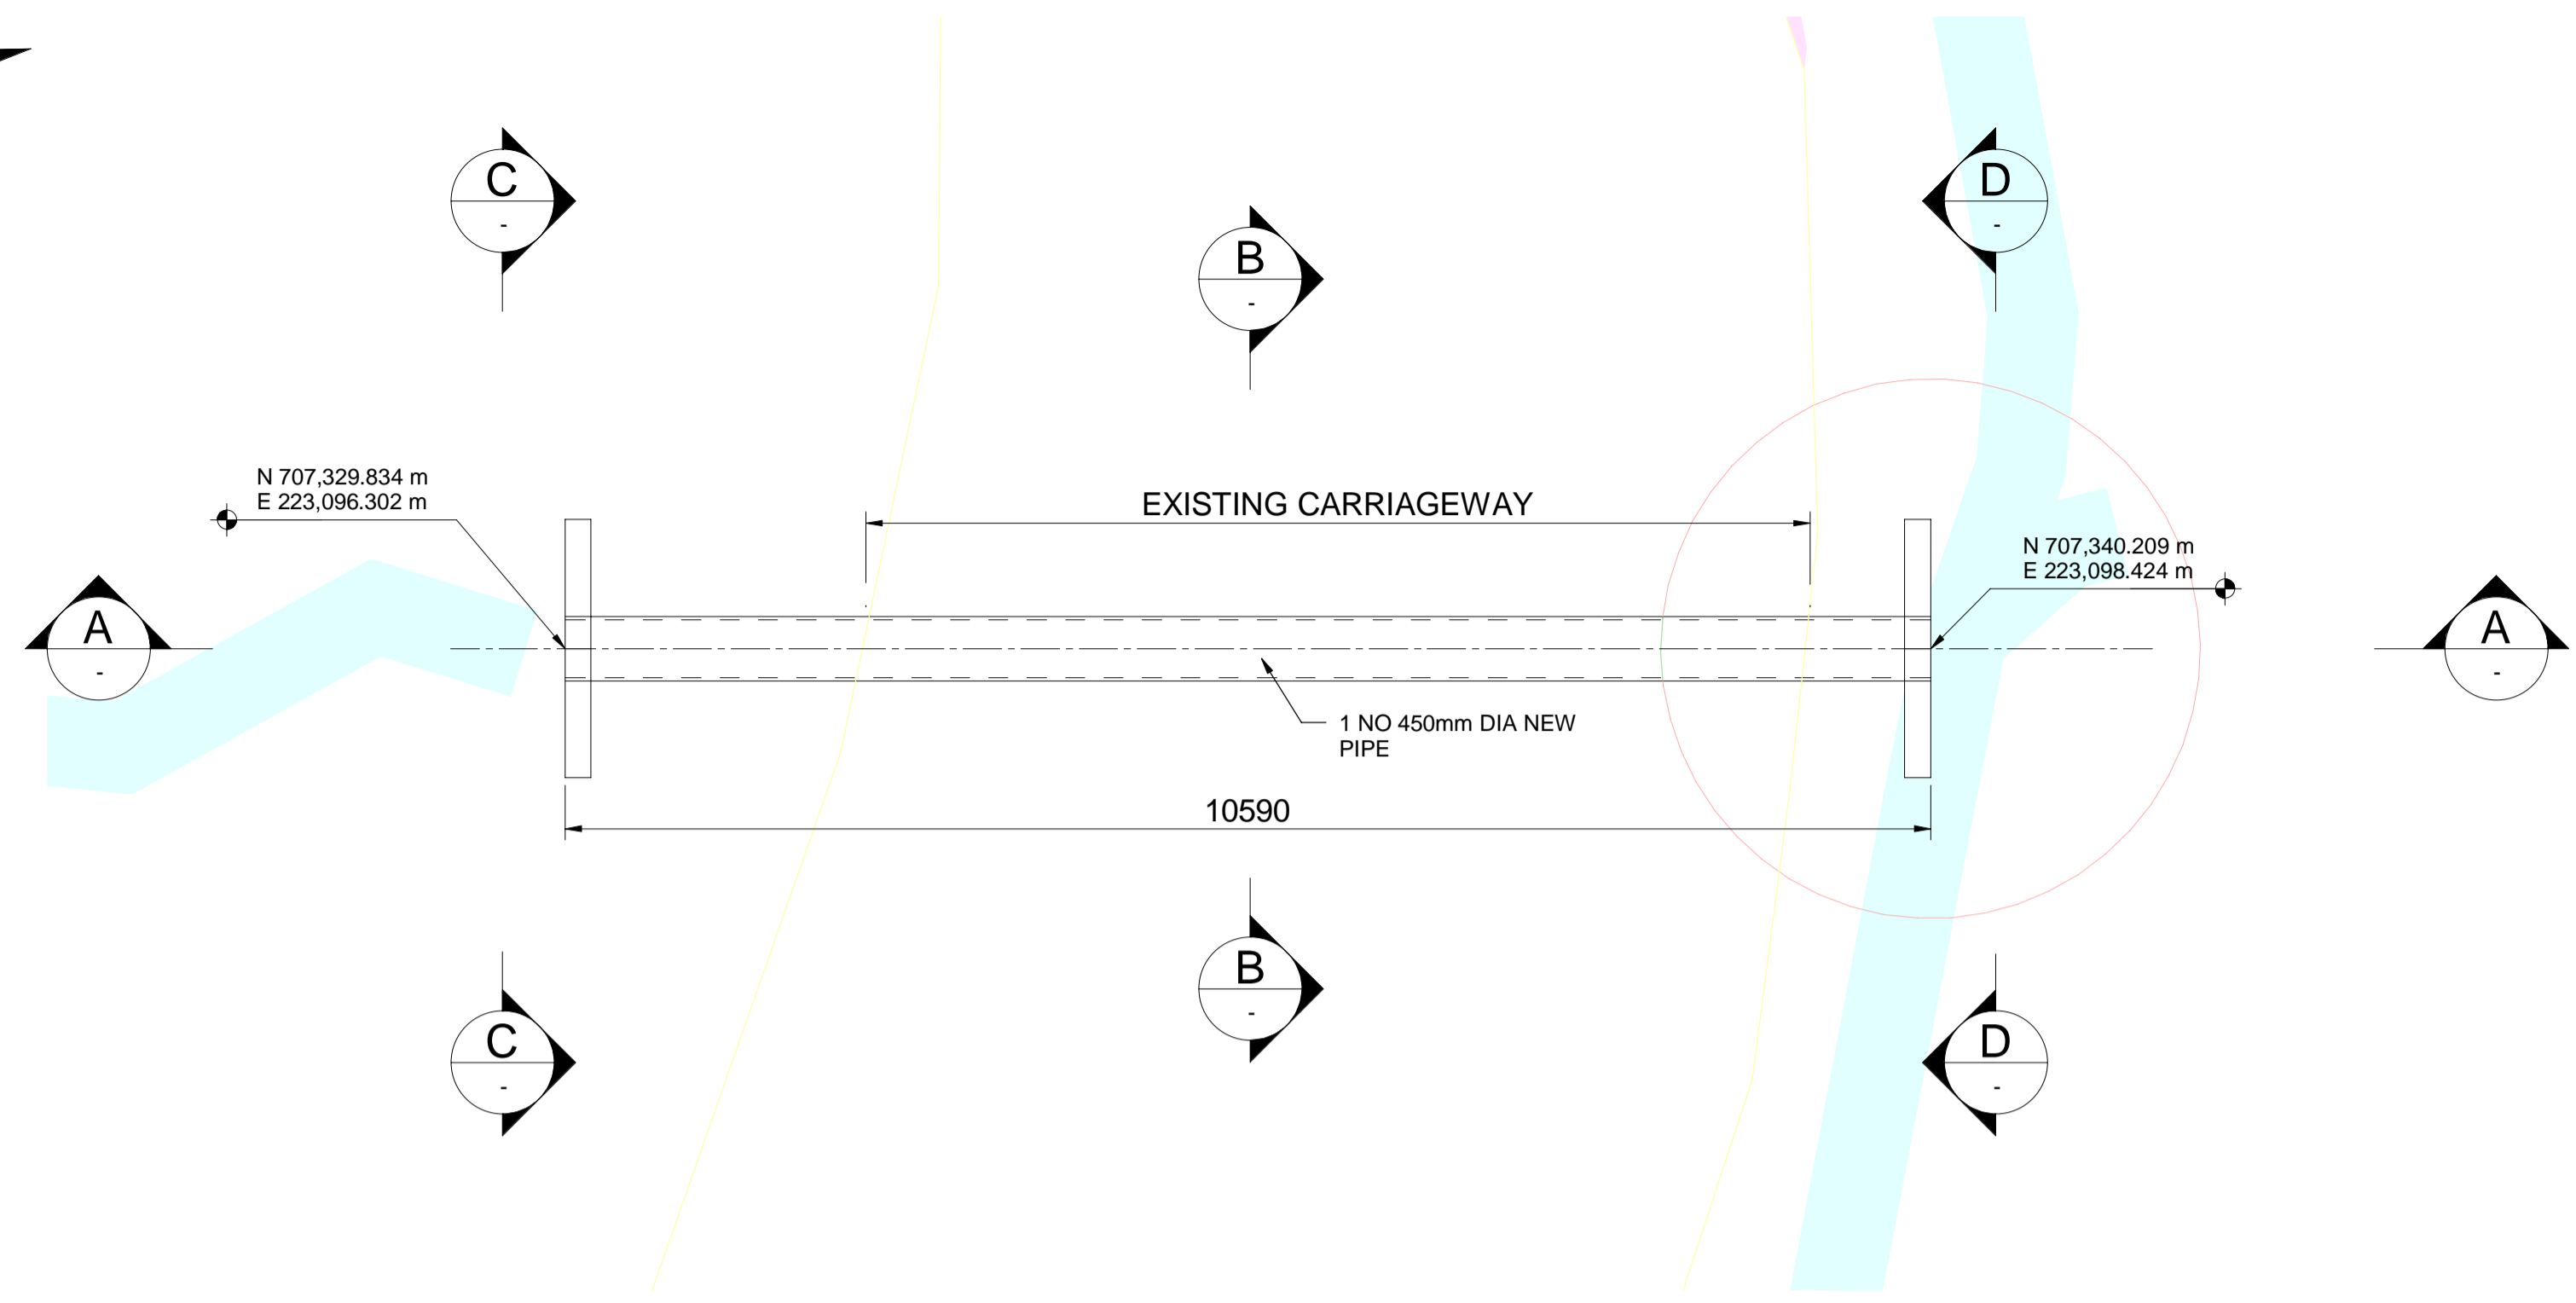 C
-
D
-
B
-
N 707,329.834 m
E 223,096.302 m
EXISTING CARRIAGEWAY
N 707,340.209 m
E 223,098.424 m
A
-
A
-
1 NO 450mm DIA NEW
PIPE
10590
B
-
C
-
D
-